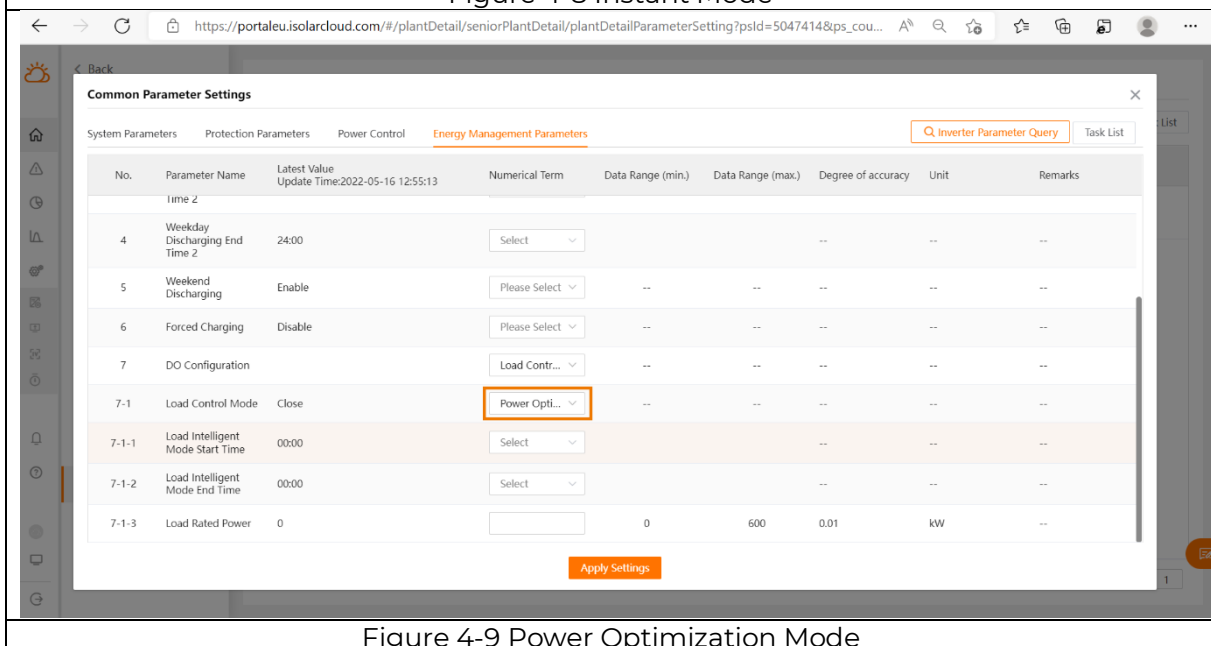 https://portaleu.isolarcloud.com/#/plantDetail/seniorPlantDetail/plantDetailParameterSetting?psId=5047414&ps_cou...
Back
Common Parameter Settings
System Parameters Protection Parameters Power Control Energy Management Parameters Inverter Parameter Query Task List
No. Parameter Name Latest Value Update Time:2022-05-16 12:55:13 Numerical Term Data Range (min.) Data Range (max.) Degree of accuracy Unit Remarks
Time 2
4 Weekday Discharging End Time 2 24:00 Select -- -- --
5 Weekend Discharging Enable Please Select -- -- -- -- --
6 Forced Charging Disable Please Select -- -- -- -- --
7 DO Configuration Load Contr... -- -- -- -- --
7-1 Load Control Mode Close Power Opti... -- -- -- -- --
7-1-1 Load Intelligent Mode Start Time 00:00 Select -- -- --
7-1-2 Load Intelligent Mode End Time 00:00 Select -- -- --
7-1-3 Load Rated Power 0 0 600 0.01 kW --
Apply Settings
List
1
Figure 4-9 Power Optimization Mode